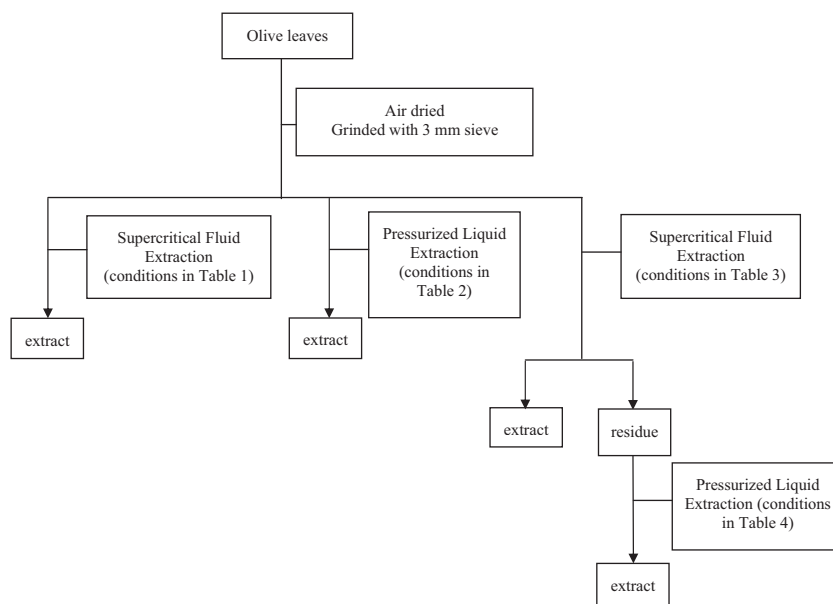 Olive leaves
Air dried
Grinded with 3 mm sieve
Supercritical Fluid
Extraction
(conditions in Table 1)
Pressurized Liquid
Extraction
(conditions in
Table 2)
Supercritical Fluid
Extraction
(conditions in Table 3)
extract
extract
extract
residue
Pressurized Liquid
Extraction (conditions
in Table 4)
extract